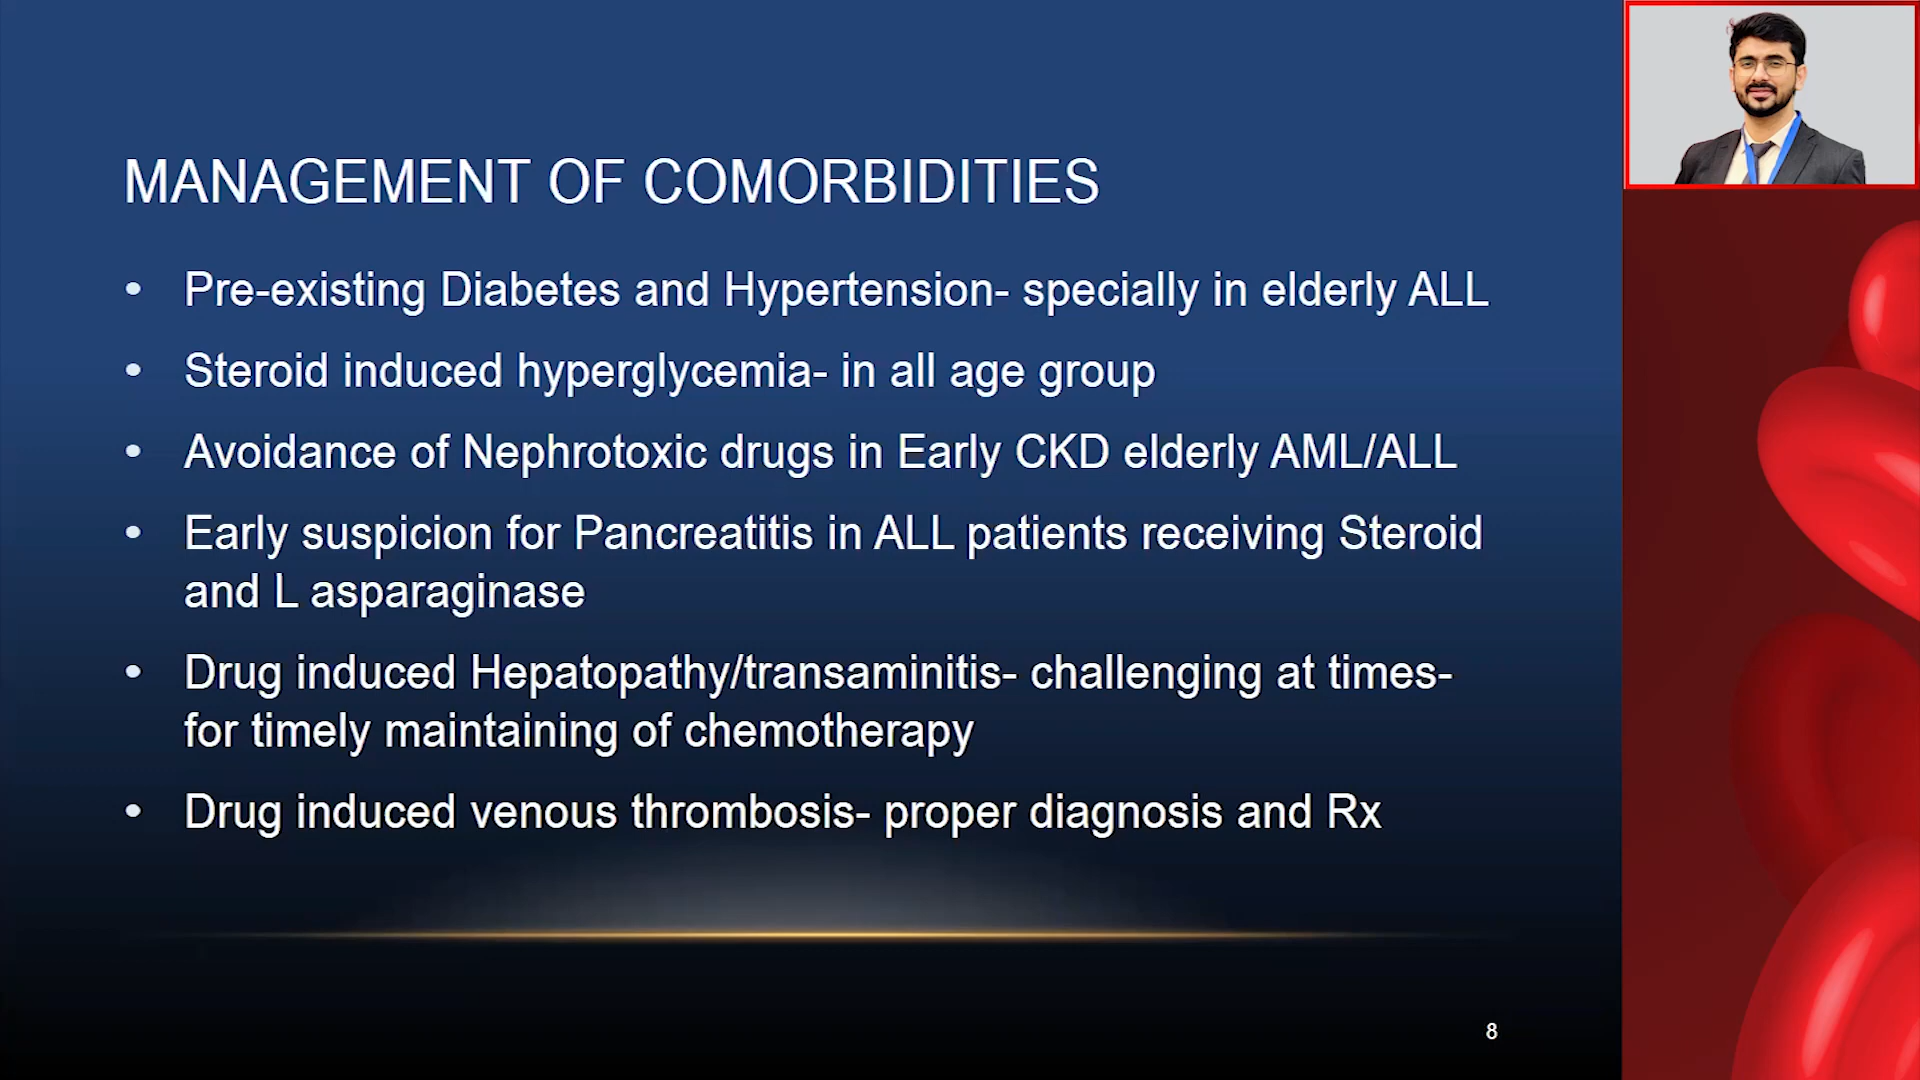 MANAGEMENT OF COMORBIDITIES
• Pre-existing Diabetes and Hypertension- specially in elderly ALL
• Steroid induced hyperglycemia- in all age group
• Avoidance of Nephrotoxic drugs in Early CKD elderly AML/ALL
• Early suspicion for Pancreatitis in ALL patients receiving Steroid
and L asparaginase
• Drug induced Hepatopathy/transaminitis- challenging at times-
for timely maintaining of chemotherapy
• Drug induced venous thrombosis- proper diagnosis and Rx
8